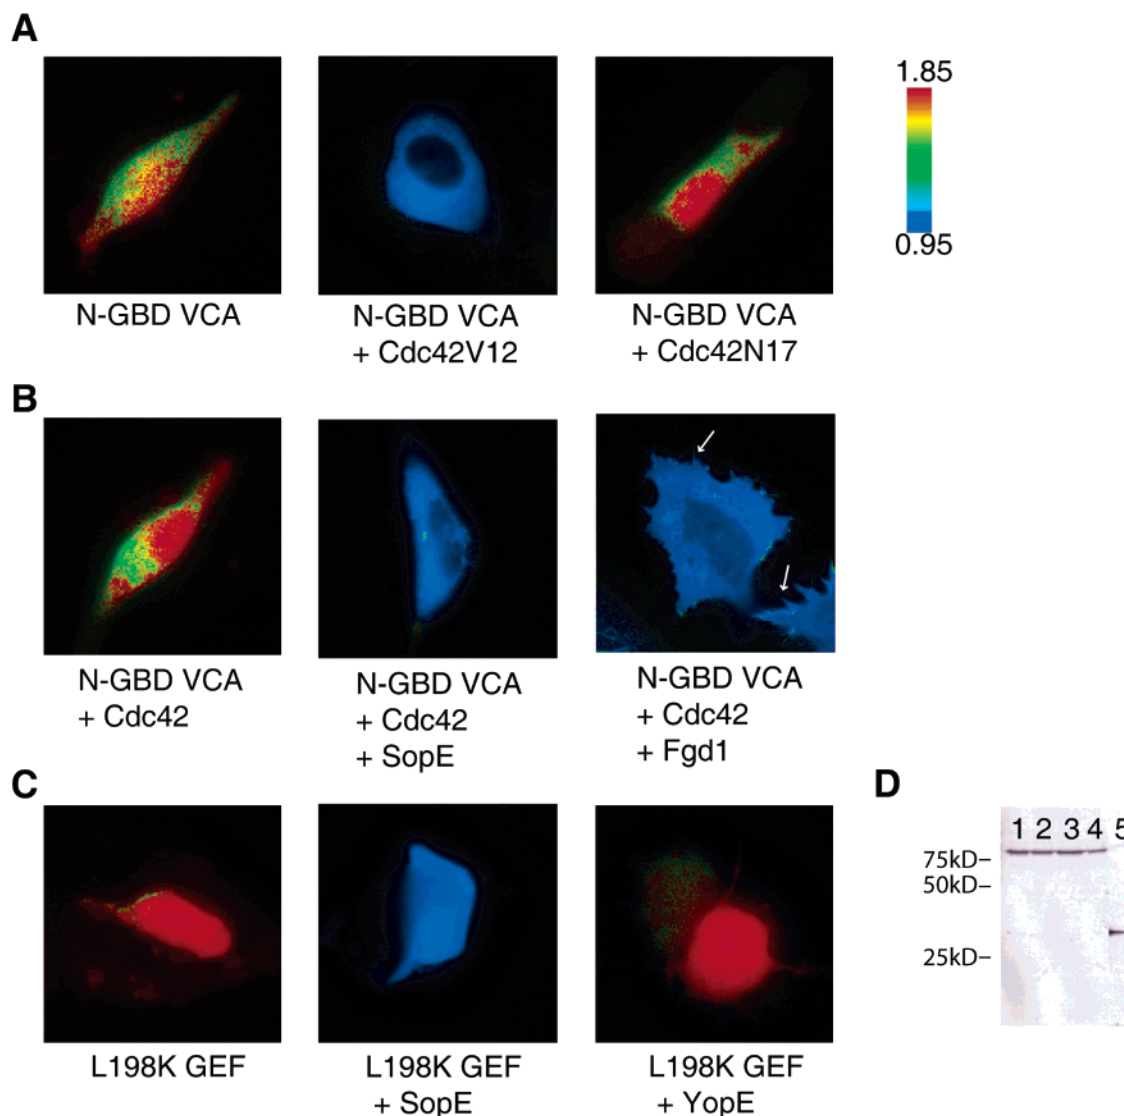 A
1.85
0.95
N-GBD VCA
N-GBD VCA
+ Cdc42V12
N-GBD VCA
+ Cdc42N17
B
N-GBD VCA
+ Cdc42
N-GBD VCA
+ Cdc42
+ SopE
N-GBD VCA
+ Cdc42
+ Fgd1
C
L198K GEF
L198K GEF
+ SopE
L198K GEF
+ YopE
D
1 2 3 4 5
75kD–
50kD–
25kD–